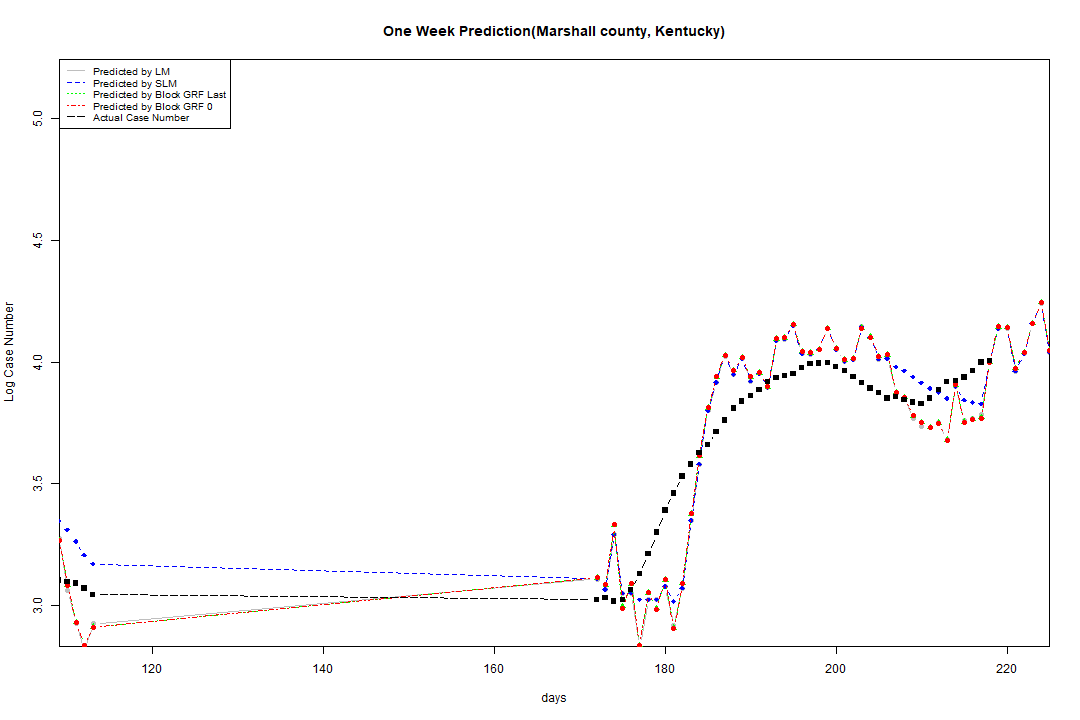 One Week Prediction(Marshall county, Kentucky)
Predicted by LM
Predicted by SLM
Predicted by Block GRF Last
Predicted by Block GRF 0
Actual Case Number
Log Case Number
5.0
4.5
4.0
3.5
3.0
120
140
160
180
200
220
days